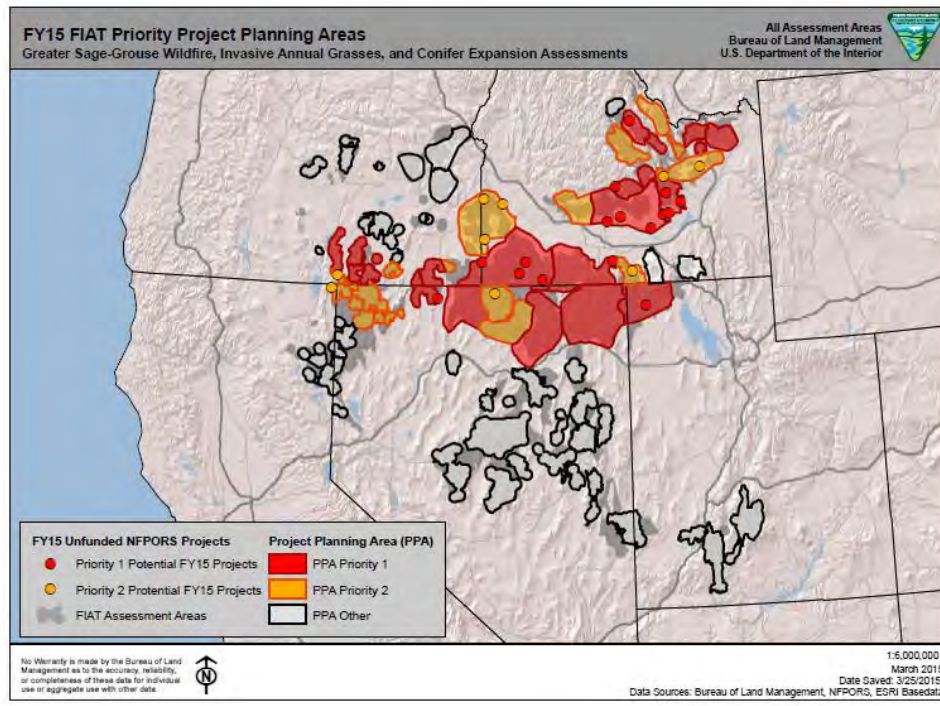 FY15 FIAT Priority Project Planning Areas
Greater Sage-Grouse Wildfire, Invasive Annual Grasses, and Conifer Expansion Assessments
All Assessment Areas
Bureau of Land Management
U.S. Department of the Interior
FY15 Unfunded NFPORS Projects
Priority 1 Potential FY15 Projects
Priority 2 Protential FY15 Projects
FIAT Assessment Areas
Project Planning Area (PPA)
PPA Priority 1
PPA Priority 2
PPA Other
No Warranty is made by the Bureau of Land
Management as to the accuracy, reliability,
or completeness of these data for individual
use or aggregate use with other data.
N
1:6,000,000
March 2015
Date Saved: 3/25/2015
Data Sources: Bureau of Land Management, NFPORS, ESRI Basedata